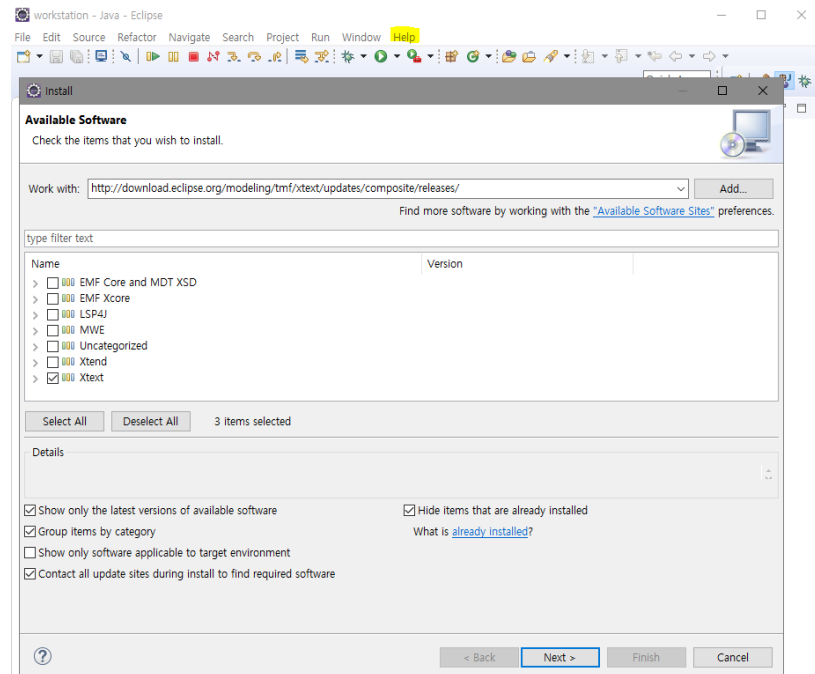 workstation - Java - Eclipse
File Edit Source Refactor Navigate Search Project Run Window Help
Install
Available Software
Check the items that you wish to install.
Work with: http://download.eclipse.org/modeling/tmf/xtext/updates/composite/releases/ Add...
Find more software by working with the "Available Software Sites" preferences.
type filter text
Name Version
EMF Core and MDT XSD
EMF Xcore
LSP4J
MWE
Uncategorized
Xtend
Xtext
Select All Deselect All 3 items selected
Details
Show only the latest versions of available software Hide items that are already installed
Group items by category What is already installed?
Show only software applicable to target environment
Contact all update sites during install to find required software
? < Back Next > Finish Cancel